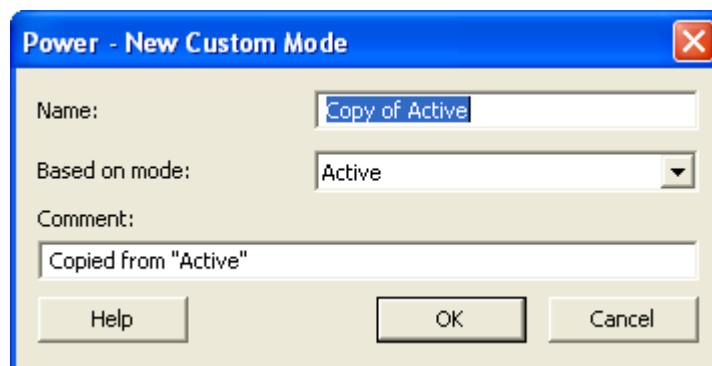 Power - New Custom Mode
Name: Copy of Active
Based on mode: Active
Comment:
Copied from "Active"
Help OK Cancel